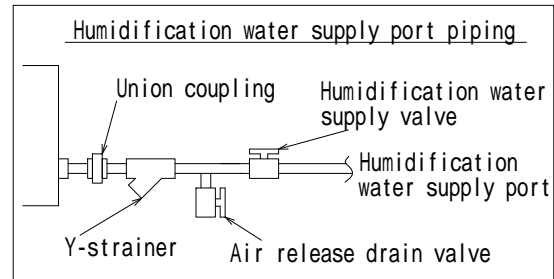 Humidification water supply port piping
Union coupling
Humidification water
supply valve
Humidification
water supply port
Y-strainer
Air release drain valve